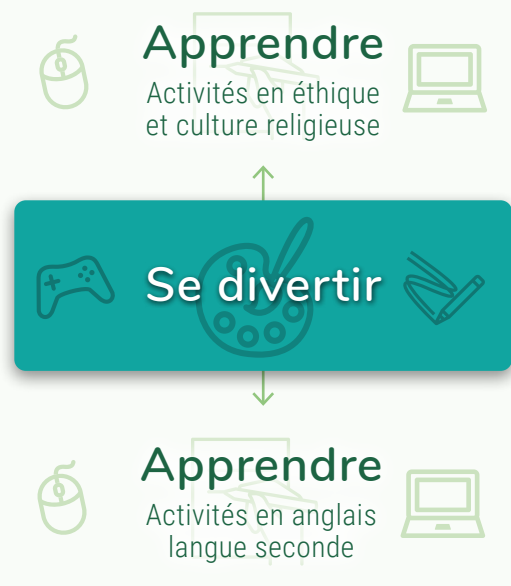 Apprendre
Activités en éthique
et culture religieuse
Se divertir
Apprendre
Activités en anglais
langue seconde